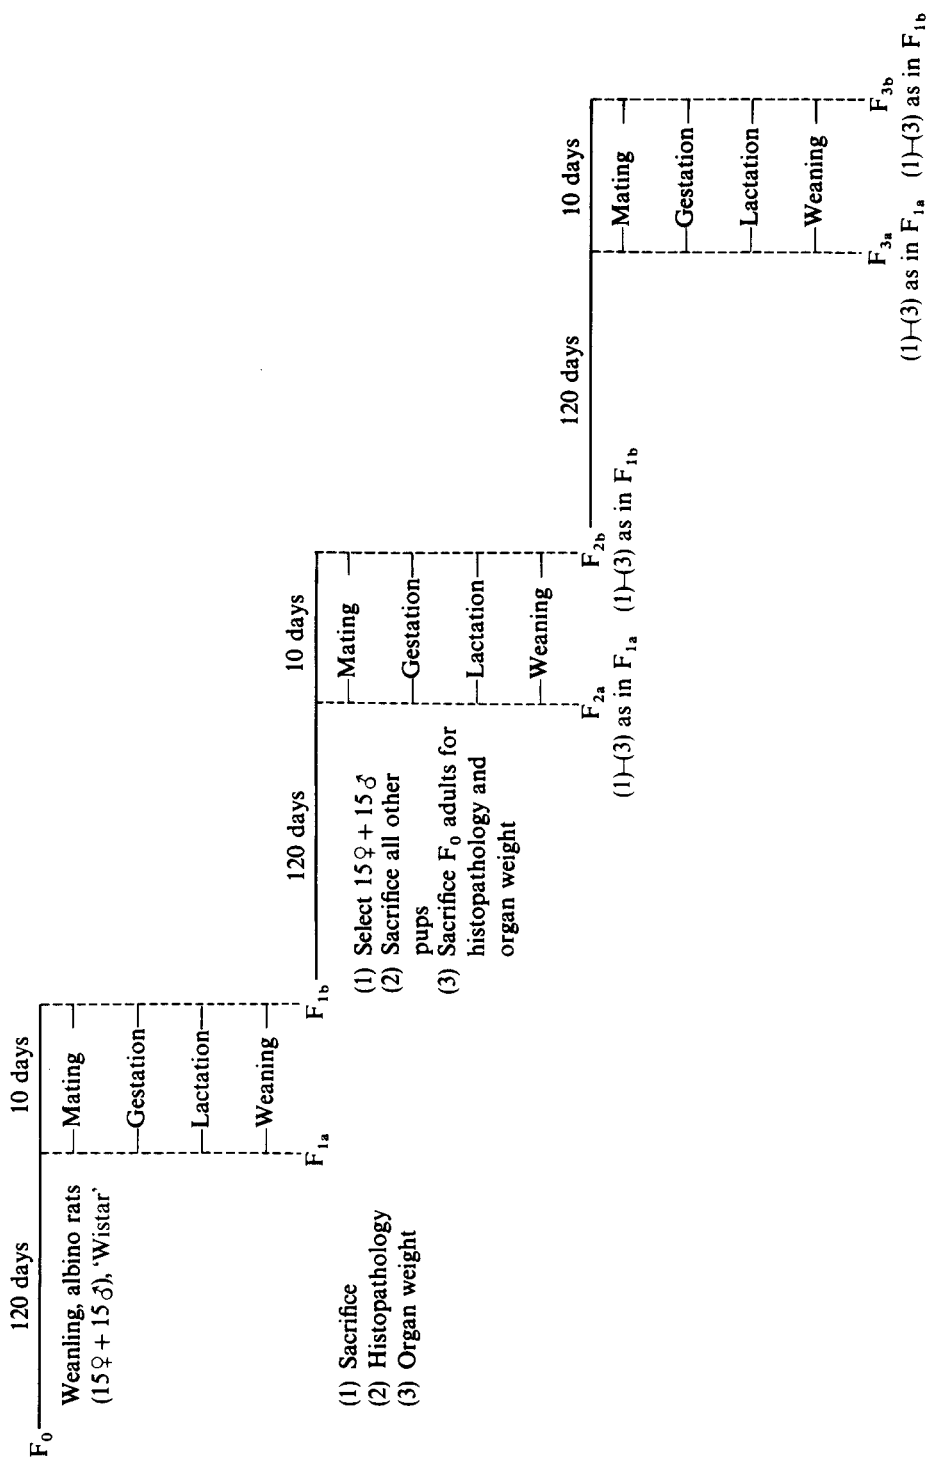 F₀
120 days
10 days
Weanling, albino rats
(15♀ + 15♂), ‘Wistar’
Mating
Gestation
Lactation
Weaning
F₁ₐ
F₁b
(1) Sacrifice
(2) Histopathology
(3) Organ weight
120 days
10 days
(1) Select 15♀ + 15♂
(2) Sacrifice all other
pups
(3) Sacrifice F₀ adults for
histopathology and
organ weight
Mating
Gestation
Lactation
Weaning
F₂ₐ
F₂b
(1)–(3) as in F₁ₐ
(1)–(3) as in F₁b
120 days
10 days
Mating
Gestation
Lactation
Weaning
F₃ₐ
F₃b
(1)–(3) as in F₁ₐ
(1)–(3) as in F₁b